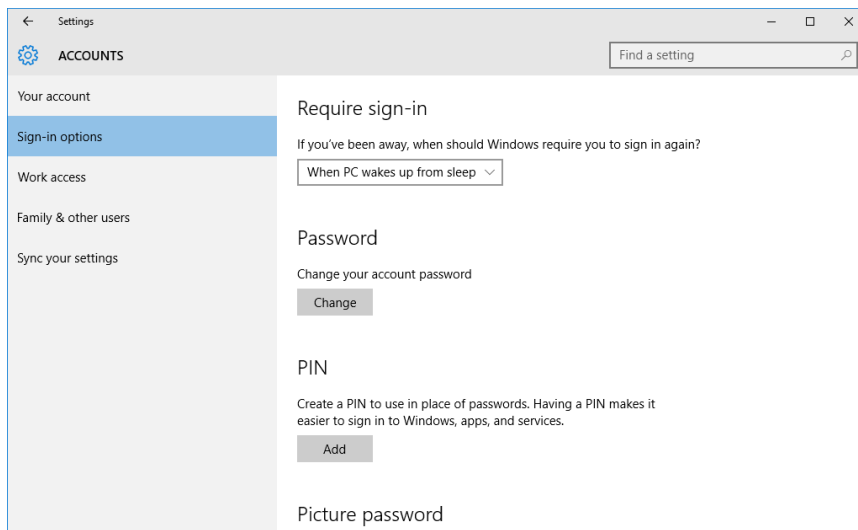 Settings
ACCOUNTS
Find a setting
Your account
Sign-in options
Work access
Family & other users
Sync your settings
Require sign-in
If you've been away, when should Windows require you to sign in again?
When PC wakes up from sleep
Password
Change your account password
Change
PIN
Create a PIN to use in place of passwords. Having a PIN makes it
easier to sign in to Windows, apps, and services.
Add
Picture password